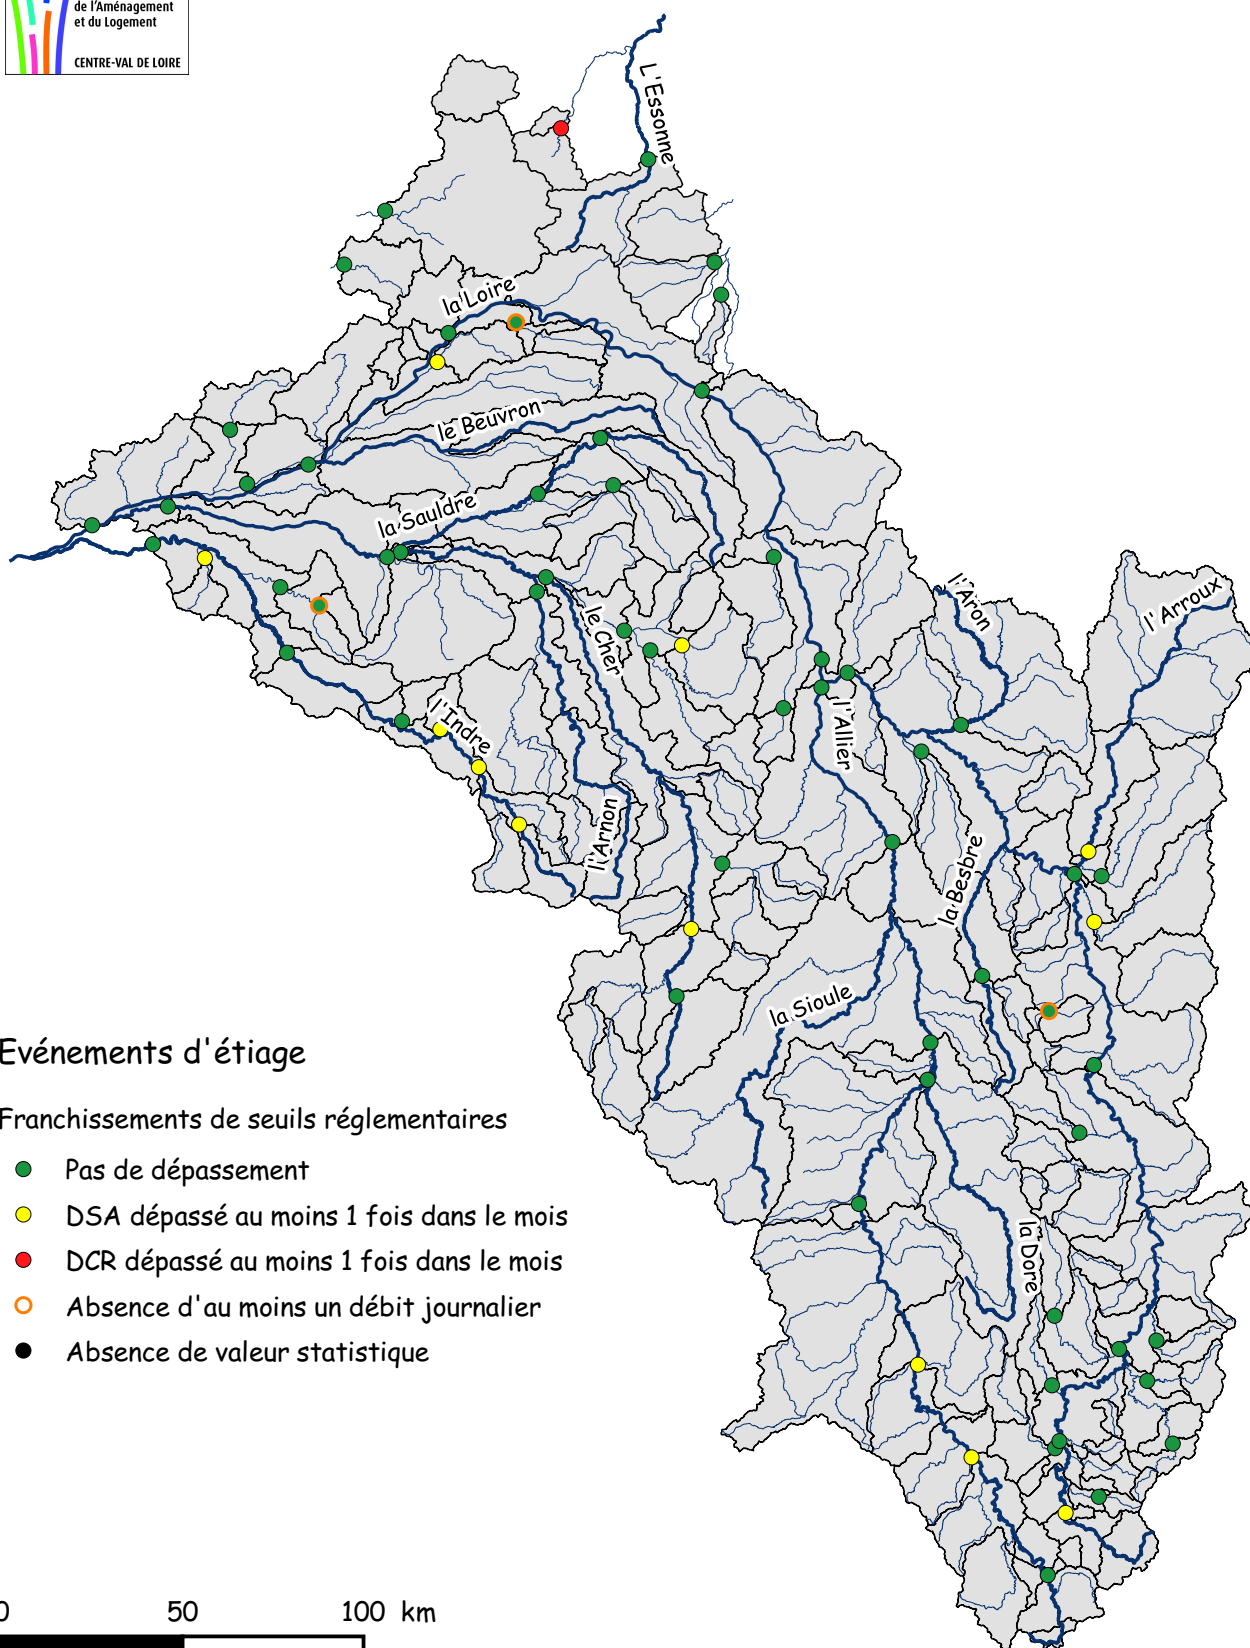 de l'Aménagement
et du Logement
CENTRE-VAL DE LOIRE
L'Essonne
la Loire
le Beuvron
la Sauldre
le Cher
l'Aron
l'Arroux
l'Indre
l'Allier
l'Arnon
la Besbre
la Sioule
la Dore
Evénements d'étiage
Franchissements de seuils réglementaires
Pas de dépassement
DSA dépassé au moins 1 fois dans le mois
DCR dépassé au moins 1 fois dans le mois
Absence d'au moins un débit journalier
Absence de valeur statistique
0 50 100 km